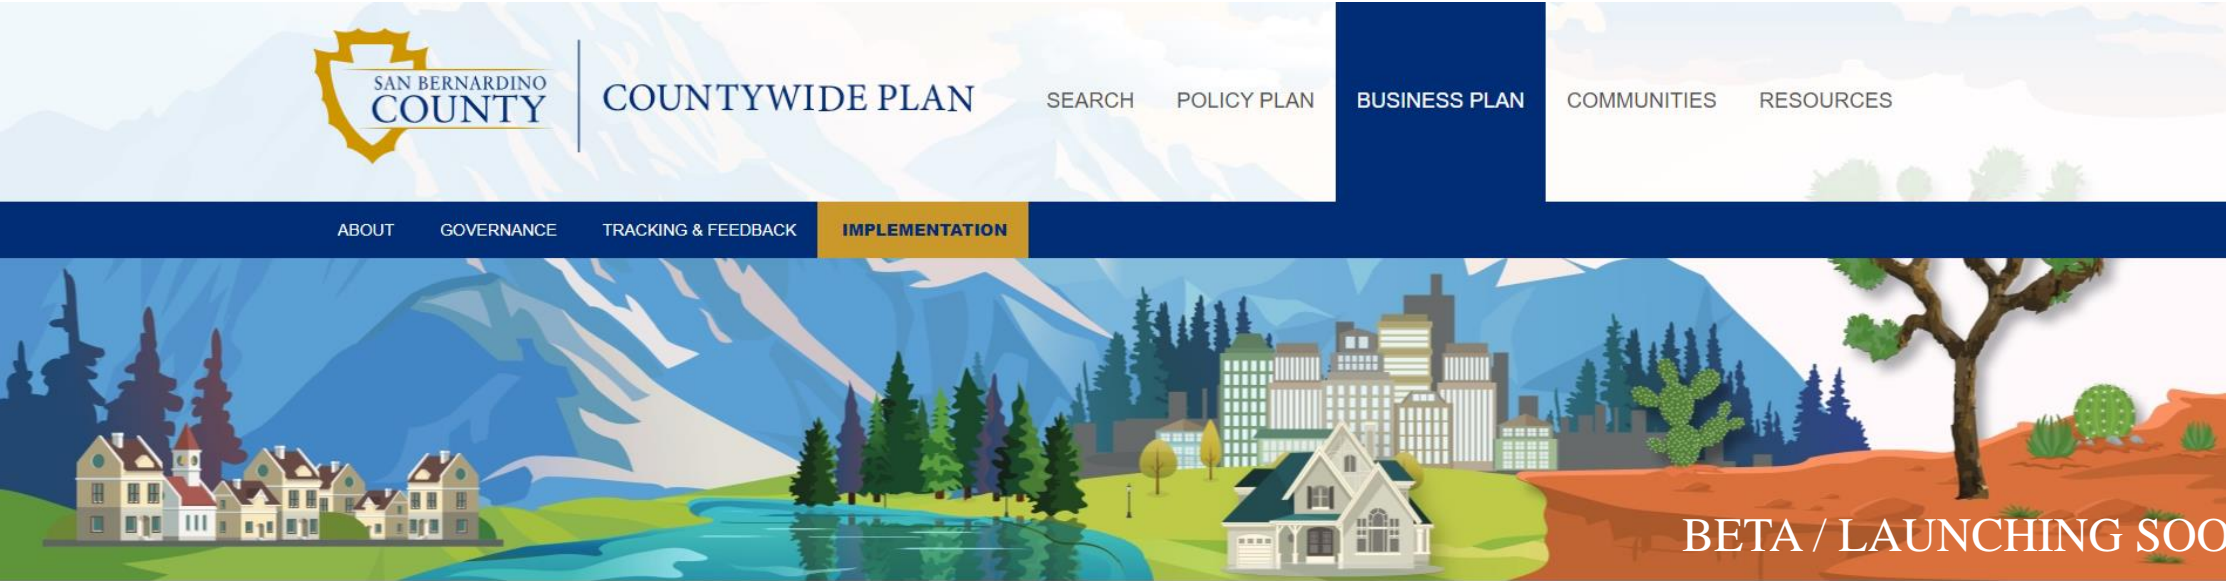 SAN BERNARDINO
COUNTY
COUNTYWIDE PLAN
SEARCH POLICY PLAN BUSINESS PLAN COMMUNITIES RESOURCES
ABOUT GOVERNANCE TRACKING & FEEDBACK IMPLEMENTATION
BETA / LAUNCHING SOO